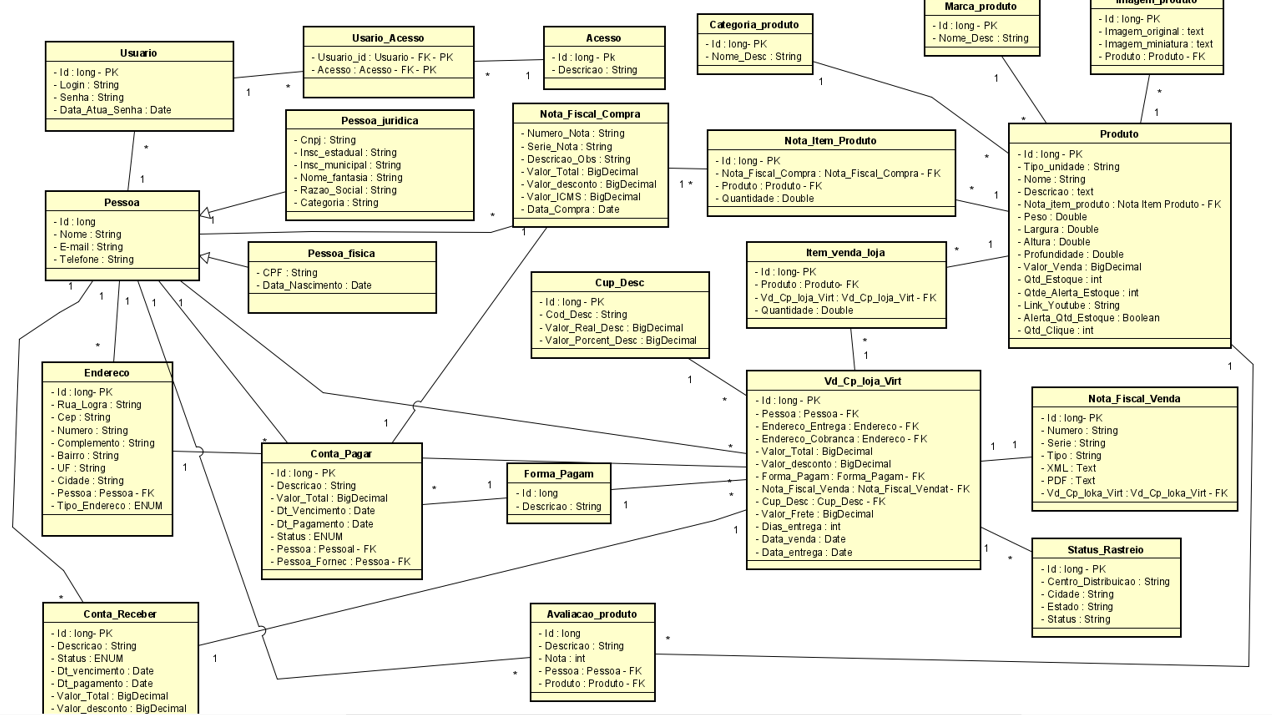 Marca_produto
- Id : long - PK
- Nome_Desc : String
Imagem_produto
- Id : long- PK
- Imagem_original : text
- Imagem_miniatura : text
- Produto : Produto - FK
Categoria_produto
- Id : long- PK
- Nome_Desc : String
Usuario
- Id : long - PK
- Login : String
- Senha : String
- Data_Atua_Senha : Date
Usario_Acesso
- Usuario_id : Usuario - FK - PK
- Acesso : Acesso - FK - PK
Acesso
- Id : long - Pk
- Descricao : String
1
*
*
1
1
1
*
*
1
Pessoa_juridica
- Cnpj : String
- Insc_estadual : String
- Insc_municipal : String
- Nome_fantasia : String
- Razao_Social : String
- Categoria : String
Nota_Fiscal_Compra
- Numero_Nota : String
- Serie_Nota : String
- Descricao_Obs : String
- Valor_Total : BigDecimal
- Valor_desconto : BigDecimal
- Valor_ICMS : BigDecimal
- Data_Compra : Date
Nota_Item_Produto
- Id : long - PK
- Nota_Fiscal_Compra : Nota_Fiscal_Compra - FK
- Produto : Produto - FK
- Quantidade : Double
Produto
- Id : long - PK
- Tipo_unidade : String
- Nome : String
- Descricao : text
- Nota_item_produto : Nota Item Produto - FK
- Peso : Double
- Largura : Double
- Altura : Double
- Profundidade : Double
- Valor_Venda : BigDecimal
- Qtd_Estoque : int
- Qtde_Alerta_Estoque : int
- Link_Youtube : String
- Alerta_Qtd_Estoque : Boolean
- Qtd_Clique : int
*
1
*
1 *
*
1
Pessoa
- Id : long
- Nome : String
- E-mail : String
- Telefone : String
1
*
1
*
1
Pessoa_fisica
- CPF : String
- Data_Nascimento : Date
Item_venda_loja
- Id : long- PK
- Produto : Produto- FK
- Vd_Cp_loja_Virt : Vd_Cp_loja_Virt - FK
- Quantidade : Double
Cup_Desc
- Id : long - PK
- Cod_Desc : String
- Valor_Real_Desc : BigDecimal
- Valor_Porcent_Desc : BigDecimal
1
1
1
1
1
*
*
1
1
1
*
Endereco
- Id : long- PK
- Rua_Logra : String
- Cep : String
- Numero : String
- Complemento : String
- Bairro : String
- UF : String
- Cidade : String
- Pessoa : Pessoa - FK
- Tipo_Endereco : ENUM
Vd_Cp_loja_Virt
- Id : long - PK
- Pessoa : Pessoa - FK
- Endereco_Entrega : Endereco - FK
- Endereco_Cobranca : Endereco - FK
- Valor_Total : BigDecimal
- Valor_desconto : BigDecimal
- Forma_Pagam : Forma_Pagam - FK
- Nota_Fiscal_Venda : Nota_Fiscal_Vendat - FK
- Cup_Desc : Cup_Desc - FK
- Valor_Frete : BigDecimal
- Dias_entrega : int
- Data_venda : Date
- Data_entrega : Date
Nota_Fiscal_Venda
- Id : long- PK
- Numero : String
- Serie : String
- Tipo : String
- XML : Text
- PDF : Text
- Vd_Cp_loka_Virt : Vd_Cp_loka_Virt - FK
1
*
1
*
1
1
Conta_Pagar
- Id : long - PK
- Descricao : String
- Valor_Total : BigDecimal
- Dt_Vencimento : Date
- Dt_Pagamento : Date
- Status : ENUM
- Pessoa : Pessoal - FK
- Pessoa_Fornec : Pessoa - FK
Forma_Pagam
- Id : long
- Descricao : String
*
1
1
*
*
1
1
*
Status_Rastreio
- Id : long - PK
- Centro_Distribuicao : String
- Cidade : String
- Estado : String
- Status : String
*
Conta_Receber
- Id : long- PK
- Descricao : String
- Status : ENUM
- Dt_vencimento : Date
- Dt_pagamento : Date
- Valor_Total : BigDecimal
- Valor_desconto : BigDecimal
1
Avaliacao_produto
- Id : long
- Descricao : String
- Nota : int
- Pessoa : Pessoa - FK
- Produto : Produto - FK
*
*